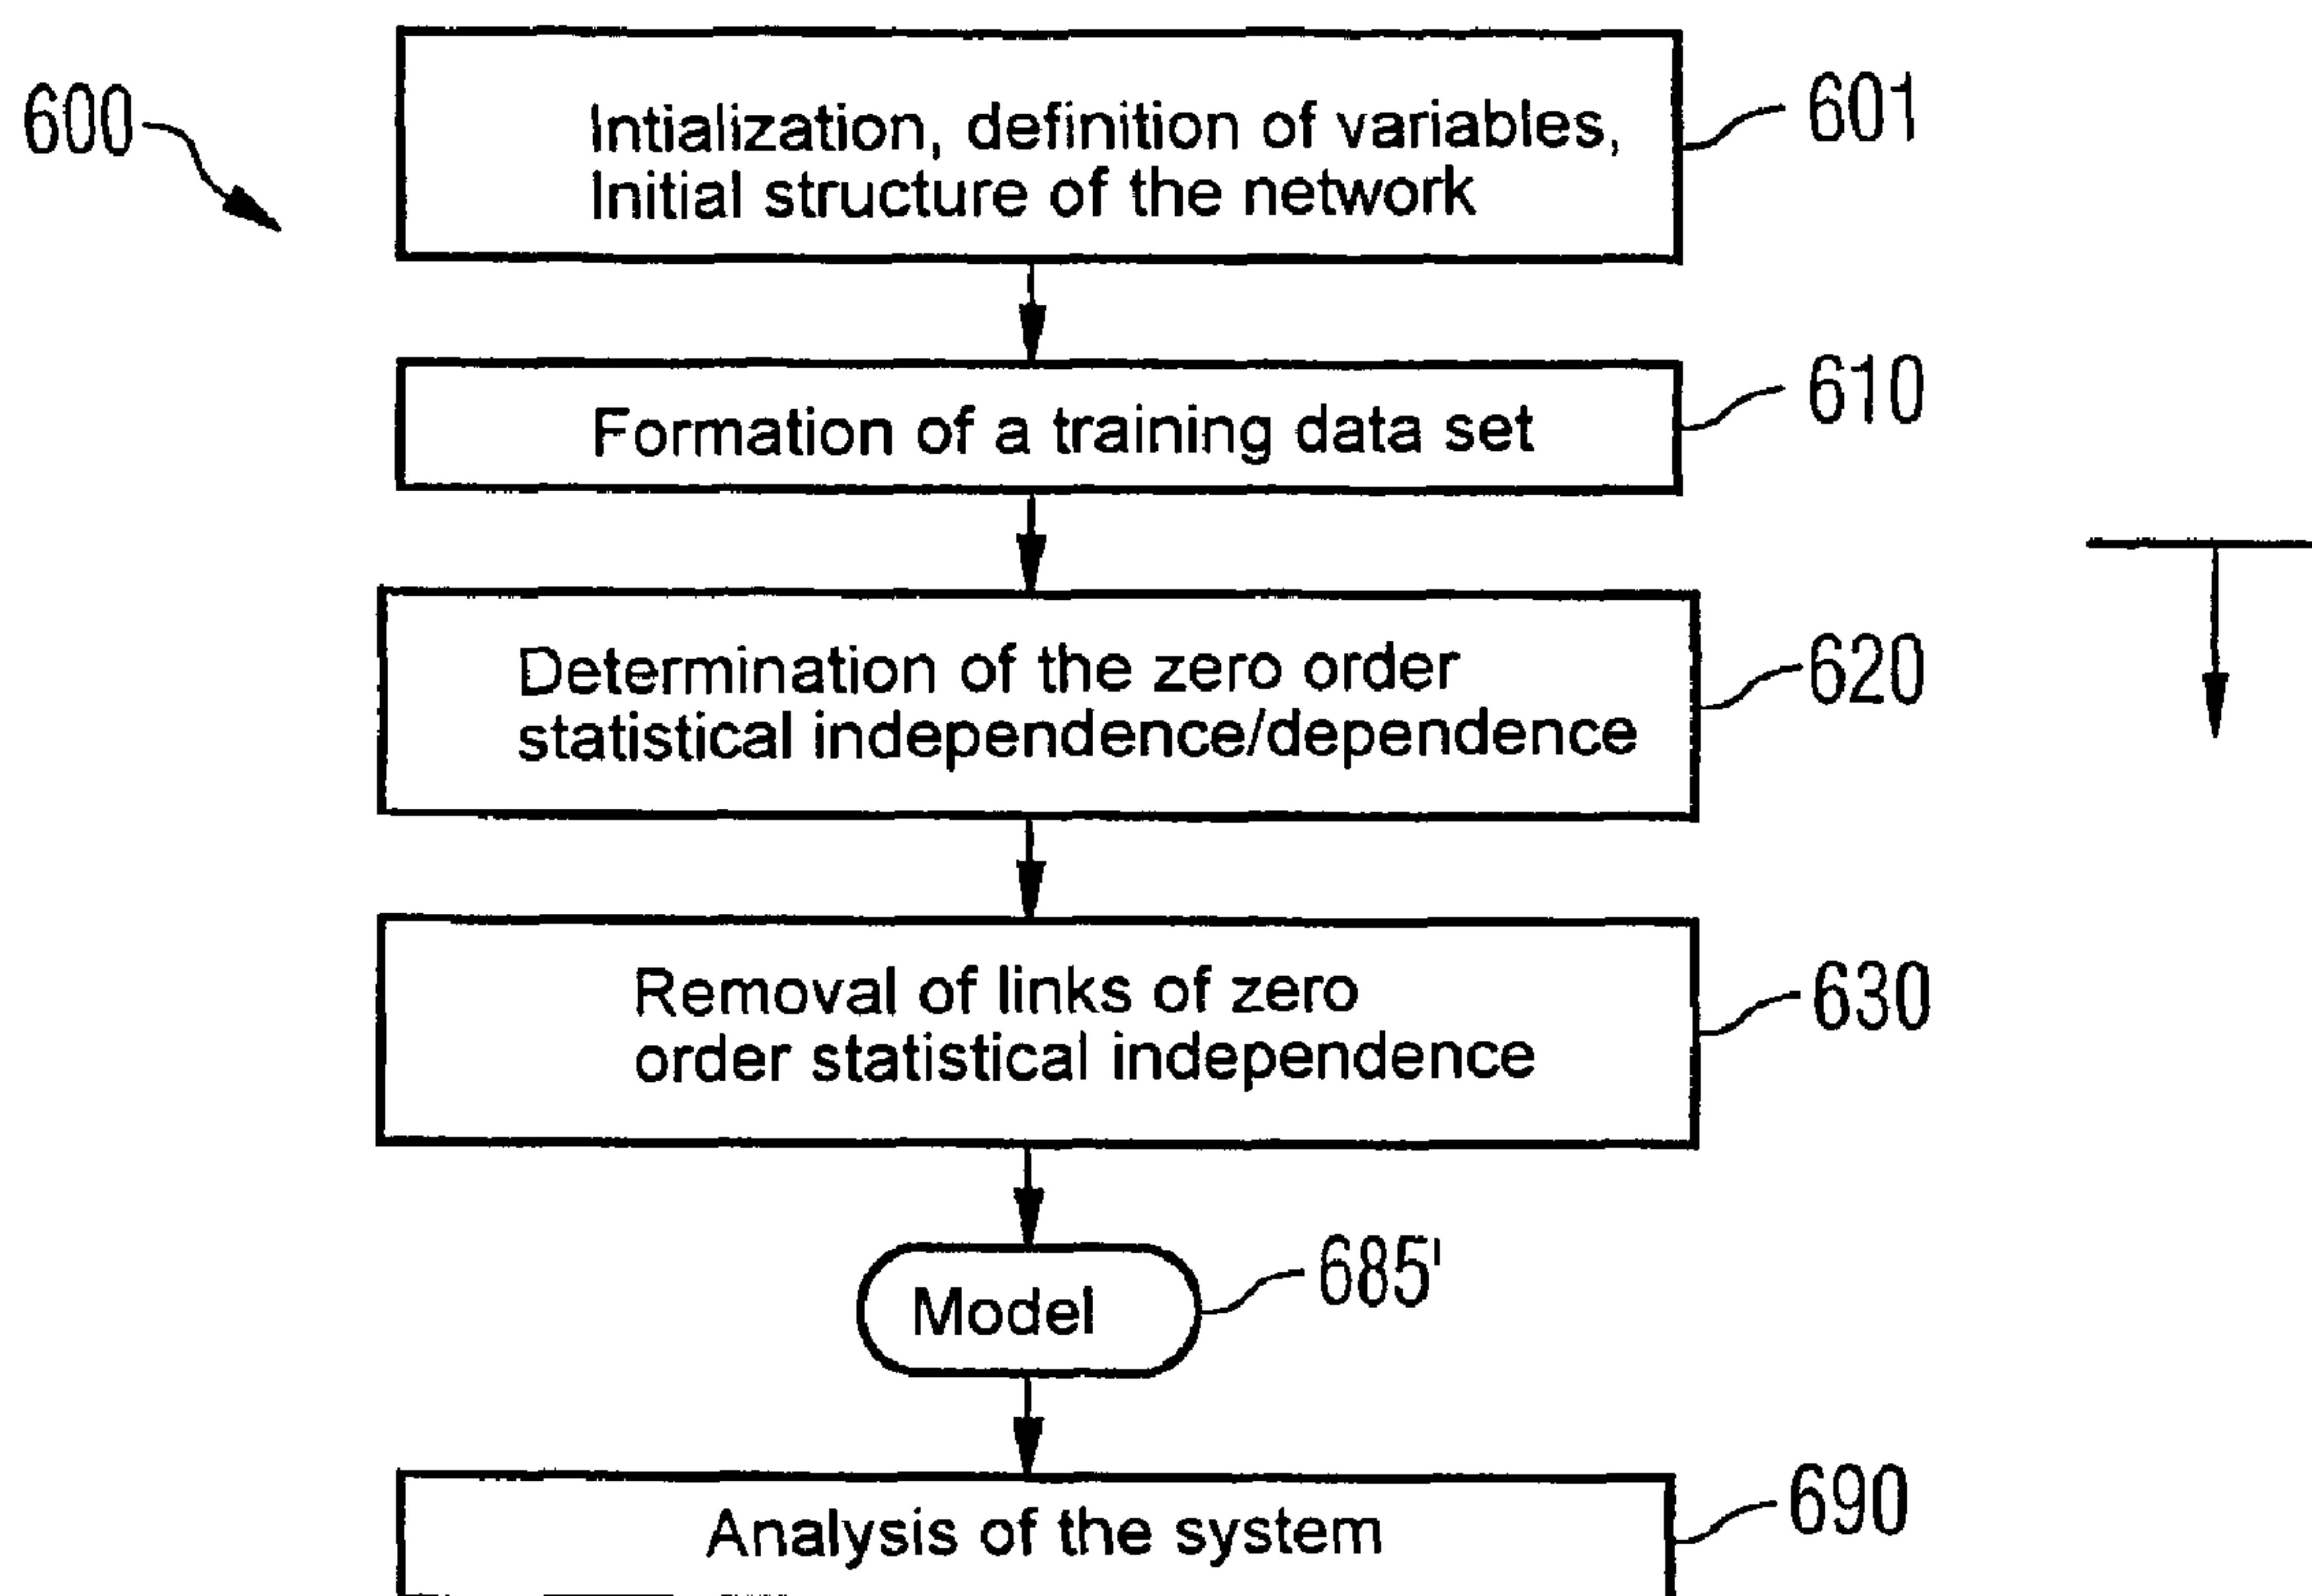 600
Intialization, definition of variables,
Initial structure of the network
601
Formation of a training data set
610
Determination of the zero order
statistical independence/dependence
620
Removal of links of zero
order statistical independence
630
Model
685'
Analysis of the system
690